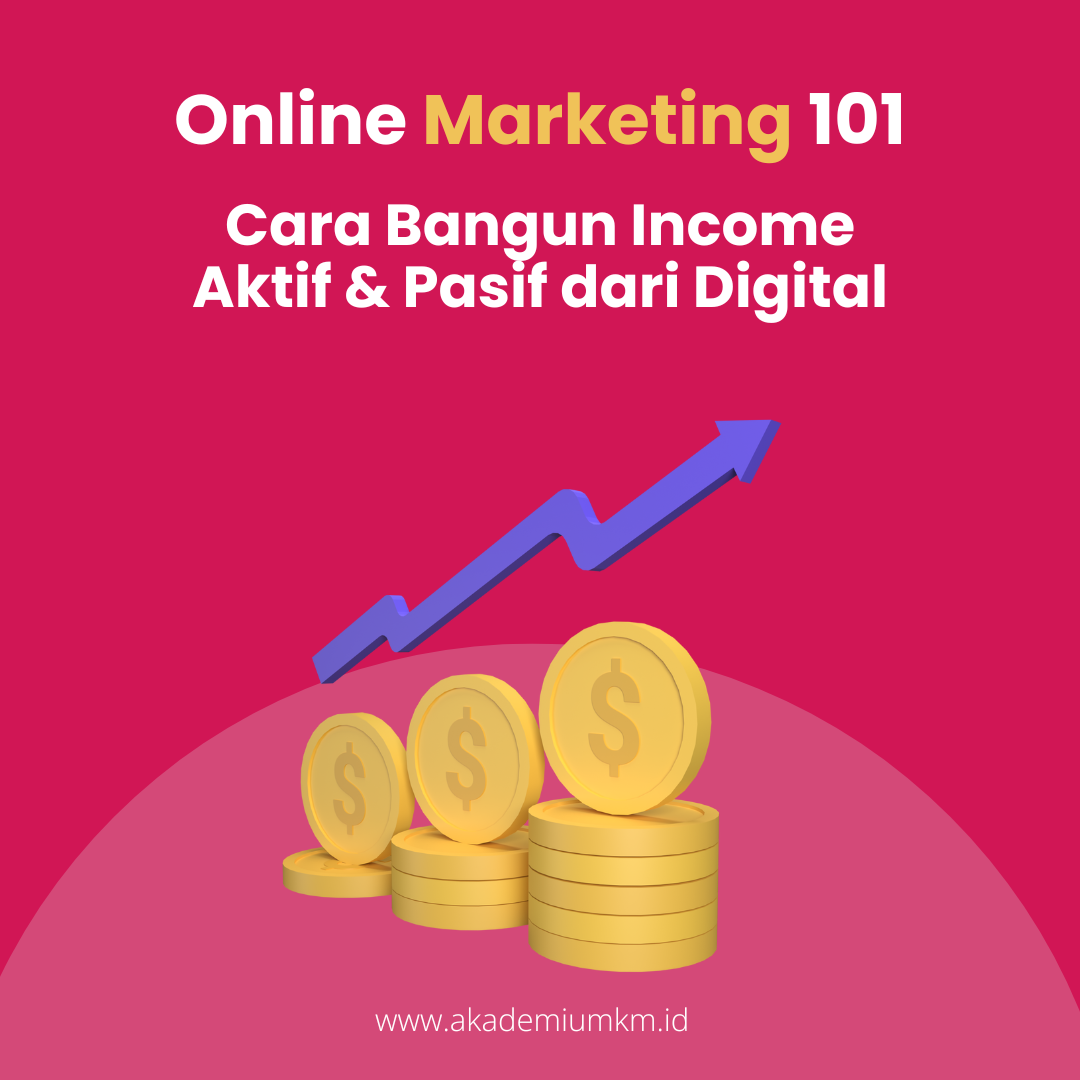 Online Marketing 101
Cara Bangun Income
Aktif & Pasif dari Digital
$
$
$
www.akademiumkm.id